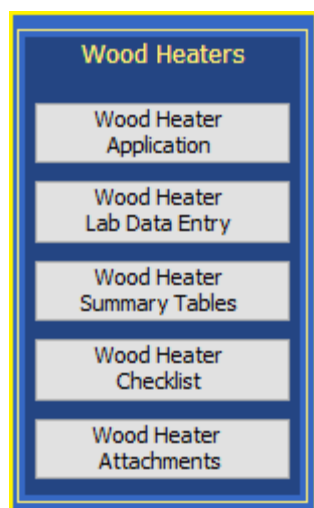 Wood Heaters
Wood Heater
Application
Wood Heater
Lab Data Entry
Wood Heater
Summary Tables
Wood Heater
Checklist
Wood Heater
Attachments